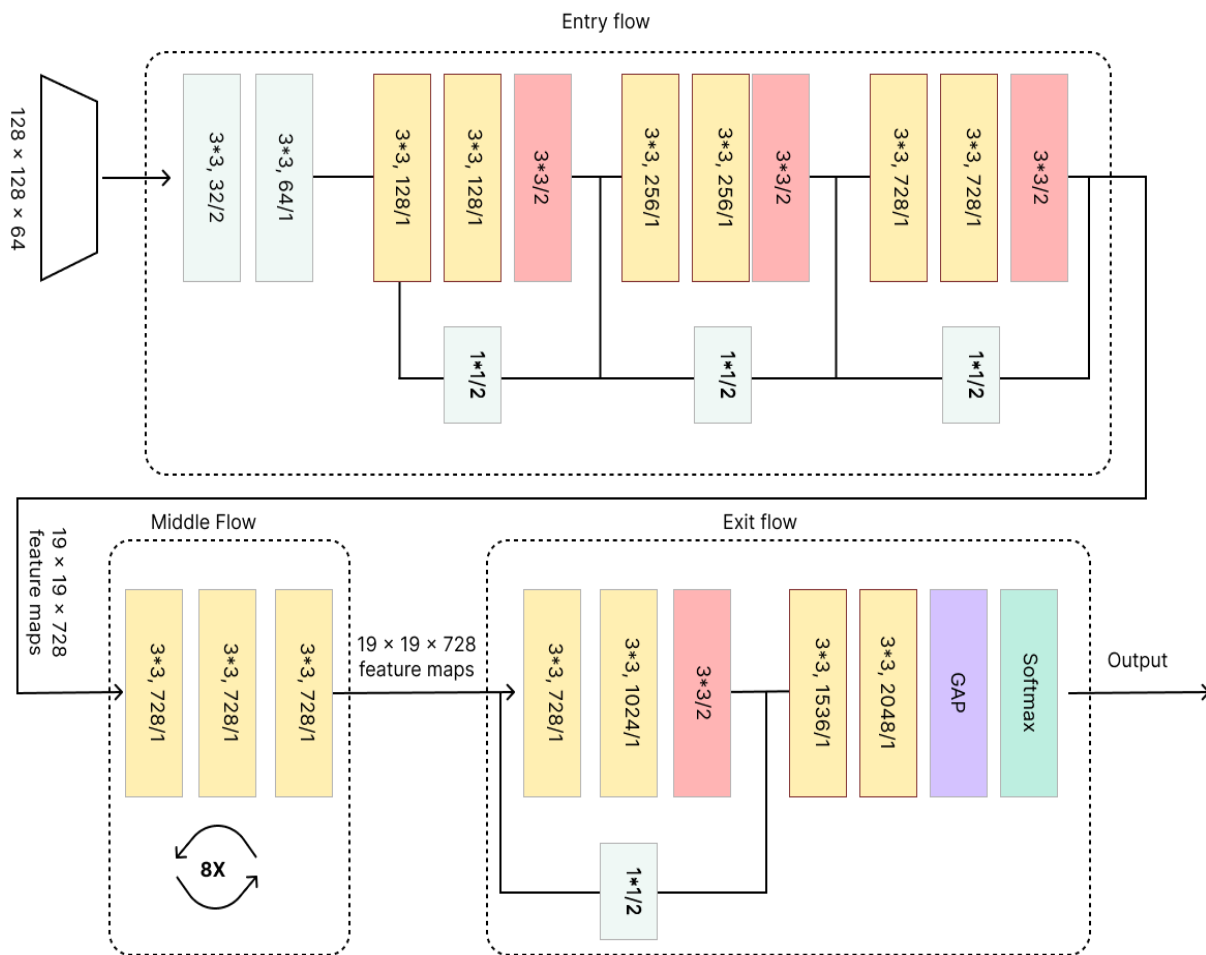 Entry flow
128 × 128 × 64
3*3, 32/2
3*3, 64/1
3*3, 128/1
3*3, 128/1
3*3/2
3*3, 256/1
3*3, 256/1
3*3/2
3*3, 728/1
3*3, 728/1
3*3/2
1*1/2
1*1/2
1*1/2
19 × 19 × 728
feature maps
Middle Flow
3*3, 728/1
3*3, 728/1
3*3, 728/1
8X
19 × 19 × 728
feature maps
Exit flow
3*3, 728/1
3*3, 1024/1
3*3/2
3*3, 1536/1
3*3, 2048/1
GAP
Softmax
1*1/2
Output